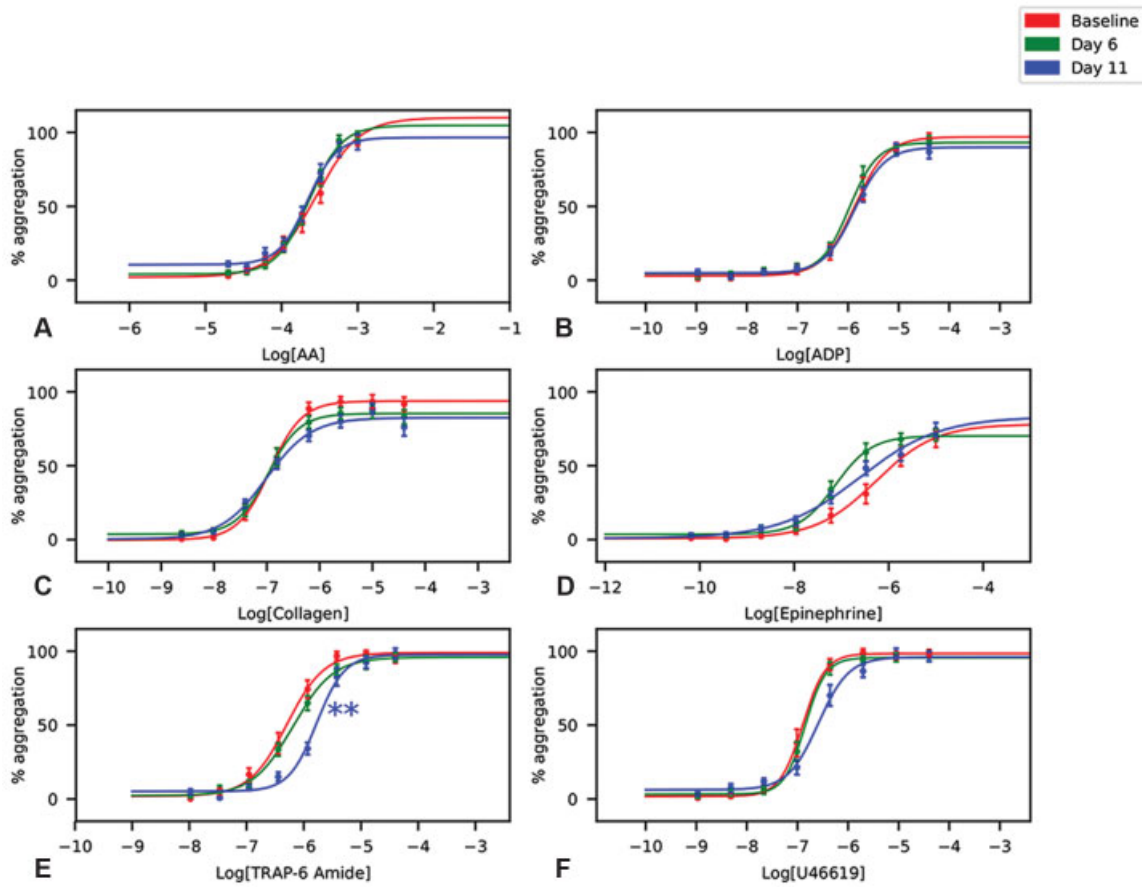 Baseline
Day 6
Day 11
% aggregation
100
50
0
−6 −5 −4 −3 −2 −1
A
Log[AA]
% aggregation
100
50
0
−10 −9 −8 −7 −6 −5 −4 −3
B
Log[ADP]
% aggregation
100
50
0
−10 −9 −8 −7 −6 −5 −4 −3
C
Log[Collagen]
% aggregation
100
50
0
−12 −10 −8 −6 −4
D
Log[Epinephrine]
% aggregation
100
50
0
**
−10 −9 −8 −7 −6 −5 −4 −3
E
Log[TRAP-6 Amide]
% aggregation
100
50
0
−10 −9 −8 −7 −6 −5 −4 −3
F
Log[U46619]